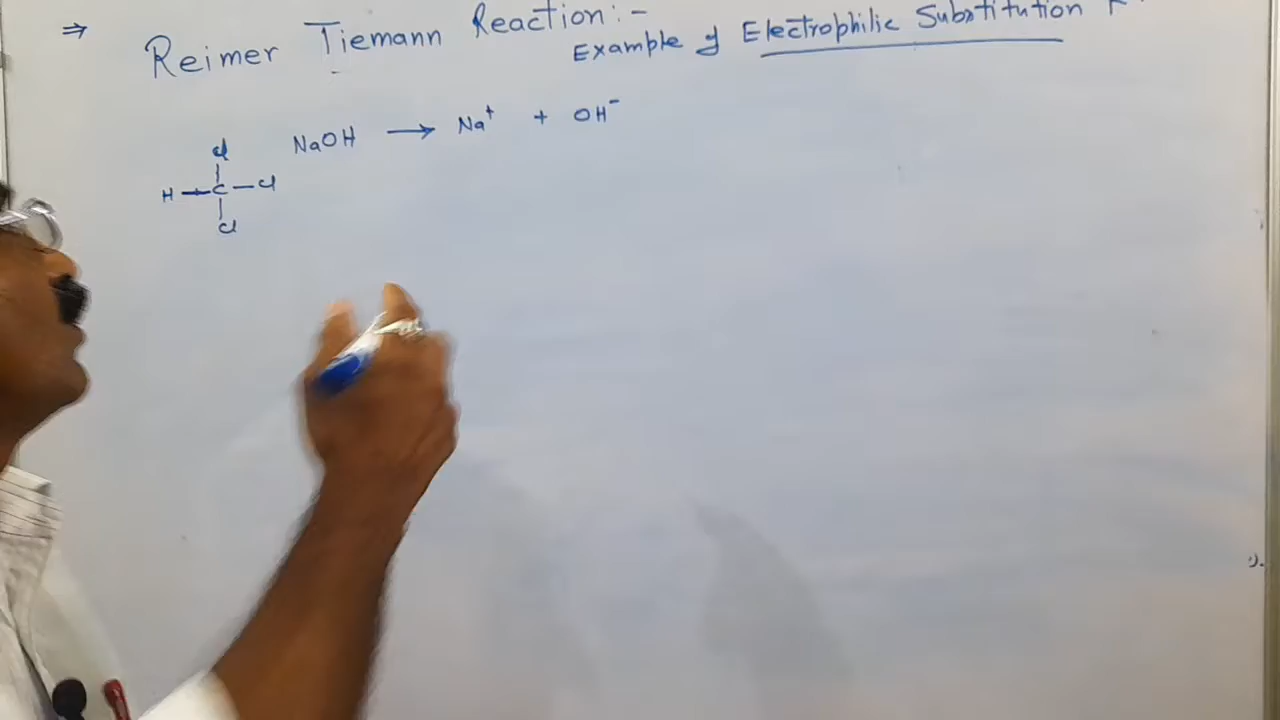 ⇒ Reimer Tiemann Reaction:-
Example of Electrophilic Substitution
NaOH → Na⁺ + OH⁻
Cl
H-C-Cl
Cl